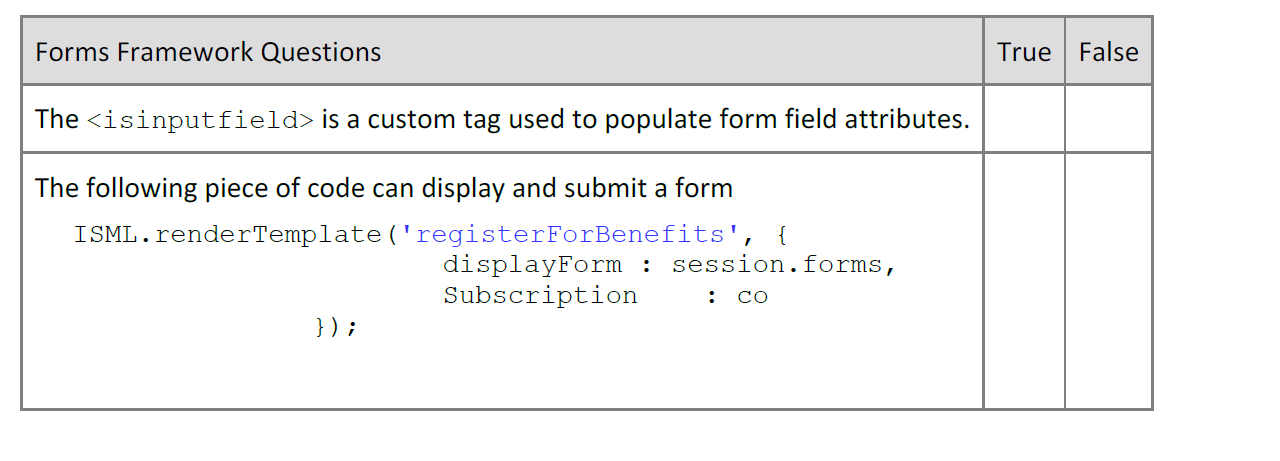 Forms Framework Questions True False
The <isinputfield> is a custom tag used to populate form field attributes.
The following piece of code can display and submit a form
ISML.renderTemplate('registerForBenefits', {
displayForm : session.forms,
Subscription : co
});